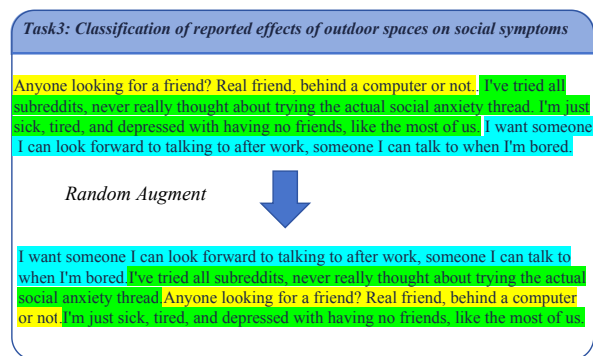 Task3: Classification of reported effects of outdoor spaces on social symptoms
Anyone looking for a friend? Real friend, behind a computer or not.. I've tried all
subreddits, never really thought about trying the actual social anxiety thread. I'm just
sick, tired, and depressed with having no friends, like the most of us. I want someone
I can look forward to talking to after work, someone I can talk to when I'm bored.
Random Augment
I want someone I can look forward to talking to after work, someone I can talk to
when I'm bored.I've tried all subreddits, never really thought about trying the actual
social anxiety thread.Anyone looking for a friend? Real friend, behind a computer
or not.I'm just sick, tired, and depressed with having no friends, like the most of us.